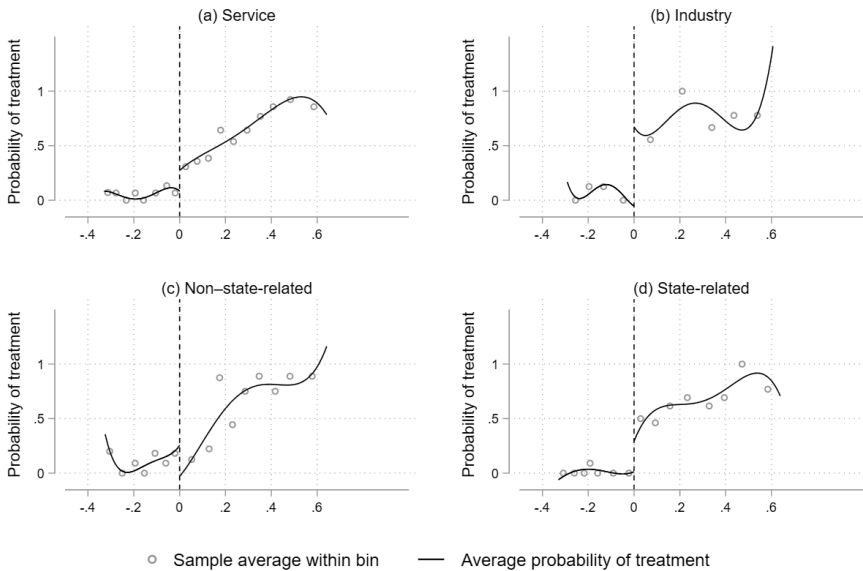 (a) Service
Probability of treatment
1
.5
0
-.4 -.2 0 .2 .4 .6
(b) Industry
Probability of treatment
1
.5
0
-.4 -.2 0 .2 .4 .6
(c) Non–state-related
Probability of treatment
1
.5
0
-.4 -.2 0 .2 .4 .6
(d) State-related
Probability of treatment
1
.5
0
-.4 -.2 0 .2 .4 .6
Sample average within bin Average probability of treatment